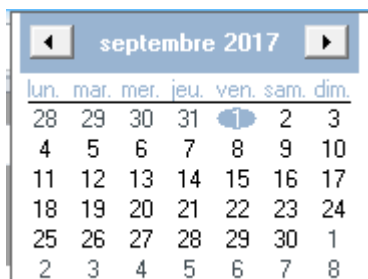 septembre 2017
lun. mar. mer. jeu. ven. sam. dim.
28 29 30 31 1 2 3
4 5 6 7 8 9 10
11 12 13 14 15 16 17
18 19 20 21 22 23 24
25 26 27 28 29 30 1
2 3 4 5 6 7 8